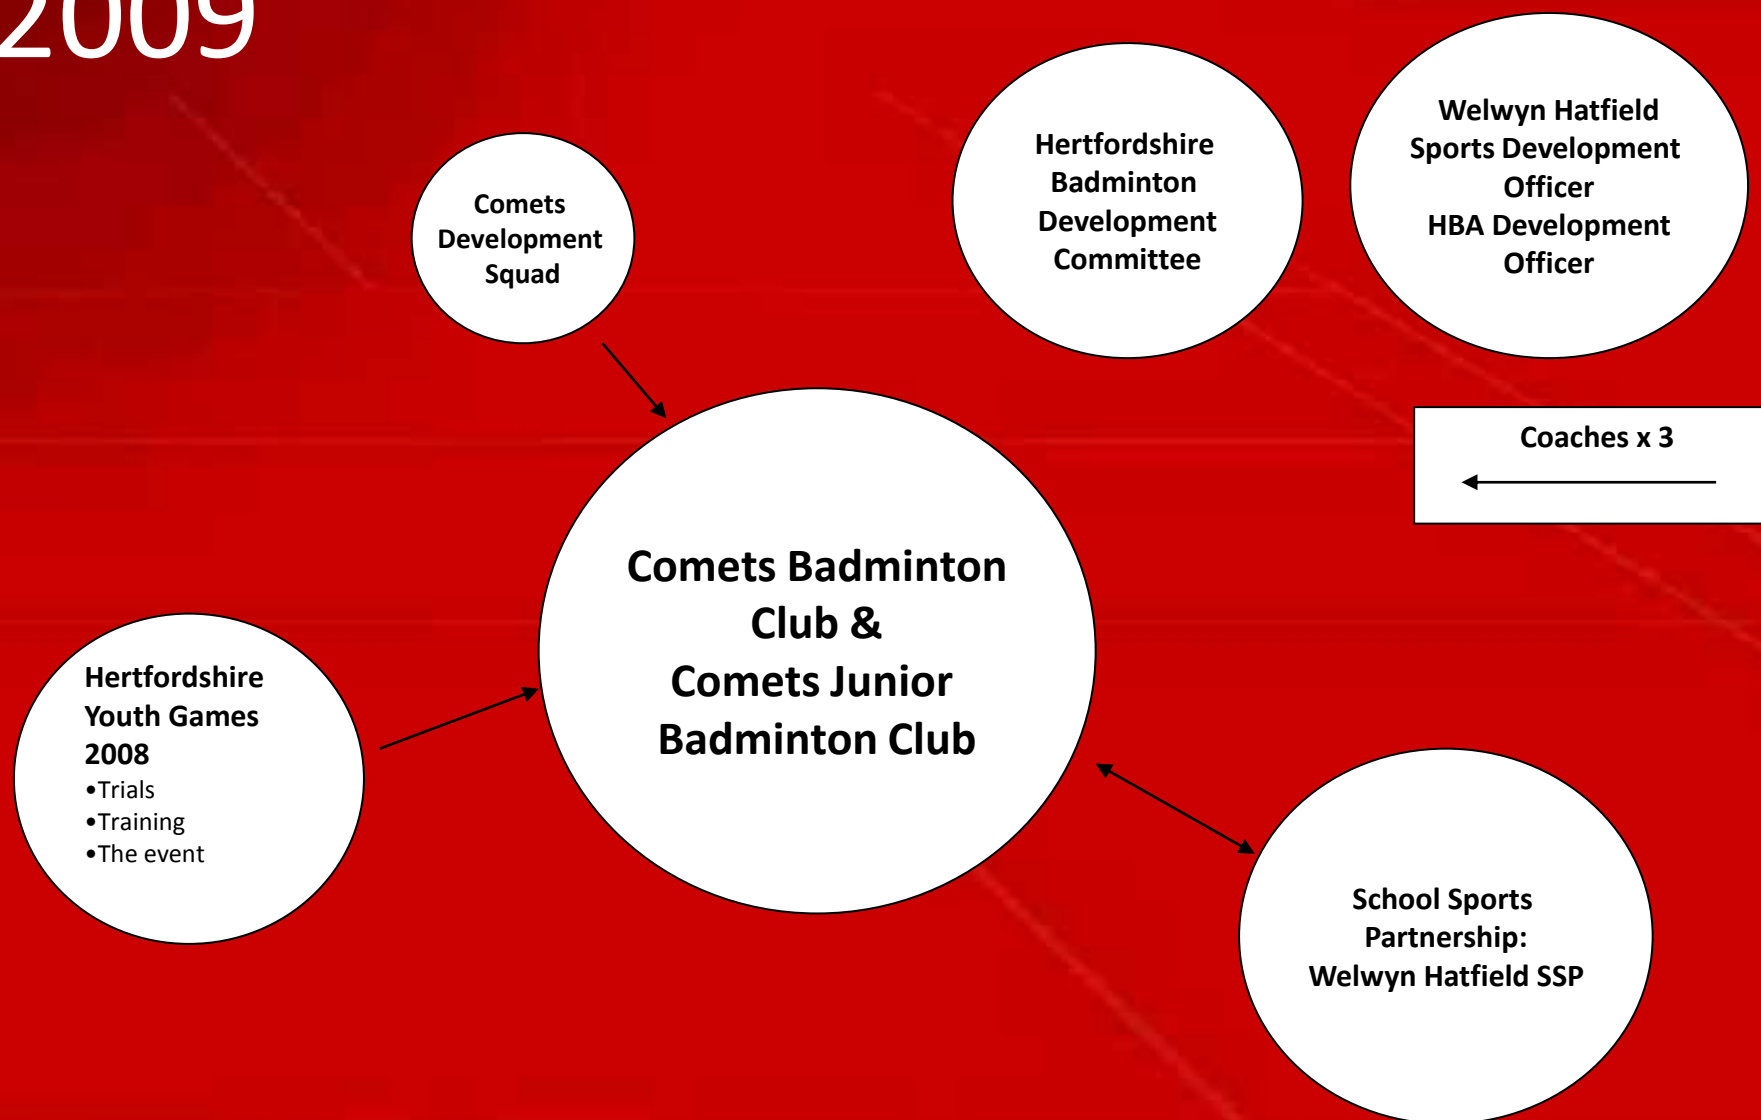 2009
Comets
Development
Squad
Hertfordshire
Badminton
Development
Committee
Welwyn Hatfield
Sports Development
Officer
HBA Development
Officer
Coaches x 3
Comets Badminton
Club &
Comets Junior
Badminton Club
Hertfordshire
Youth Games
2008
•Trials
•Training
•The event
School Sports
Partnership:
Welwyn Hatfield SSP